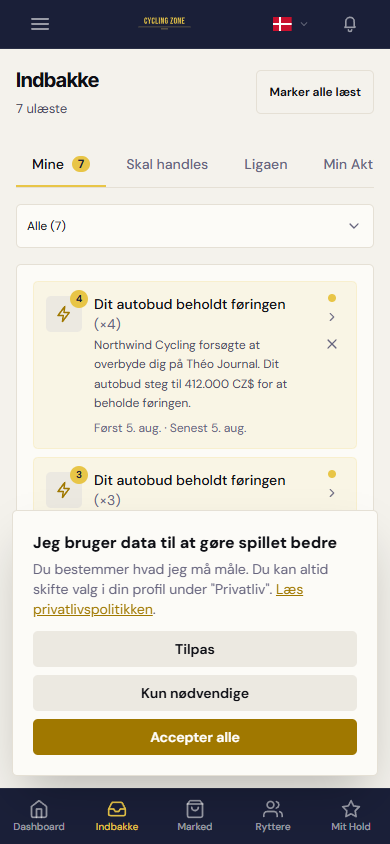 CYCLING ZONE
Indbakke
7 ulæste
Marker alle læst
Mine 7 Skal handles Ligaen Min Akt
Alle (7)
4
Dit autobud beholdt føringen
(×4)
Northwind Cycling forsøgte at
overbyde dig på Théo Journal. Dit
autobud steg til 412.000 CZ$ for at
beholde føringen.
Først 5. aug. · Senest 5. aug.
3
Dit autobud beholdt føringen
(×3)
Jeg bruger data til at gøre spillet bedre
Du bestemmer hvad jeg må måle. Du kan altid
skifte valg i din profil under "Privatliv". Læs
privatlivspolitikken.
Tilpas
Kun nødvendige
Accepter alle
Dashboard Indbakke Marked Ryttere Mit Hold